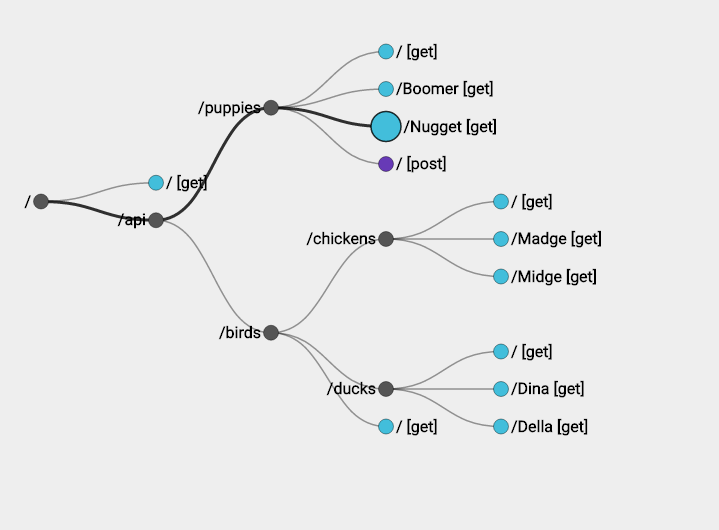 / [get]
/Boomer [get]
/puppies
/Nugget [get]
/ [post]
/ [get]
/
/api
/ [get]
/chickens
/Madge [get]
/Midge [get]
/birds
/ [get]
/ducks
/Dina [get]
/ [get]
/Della [get]